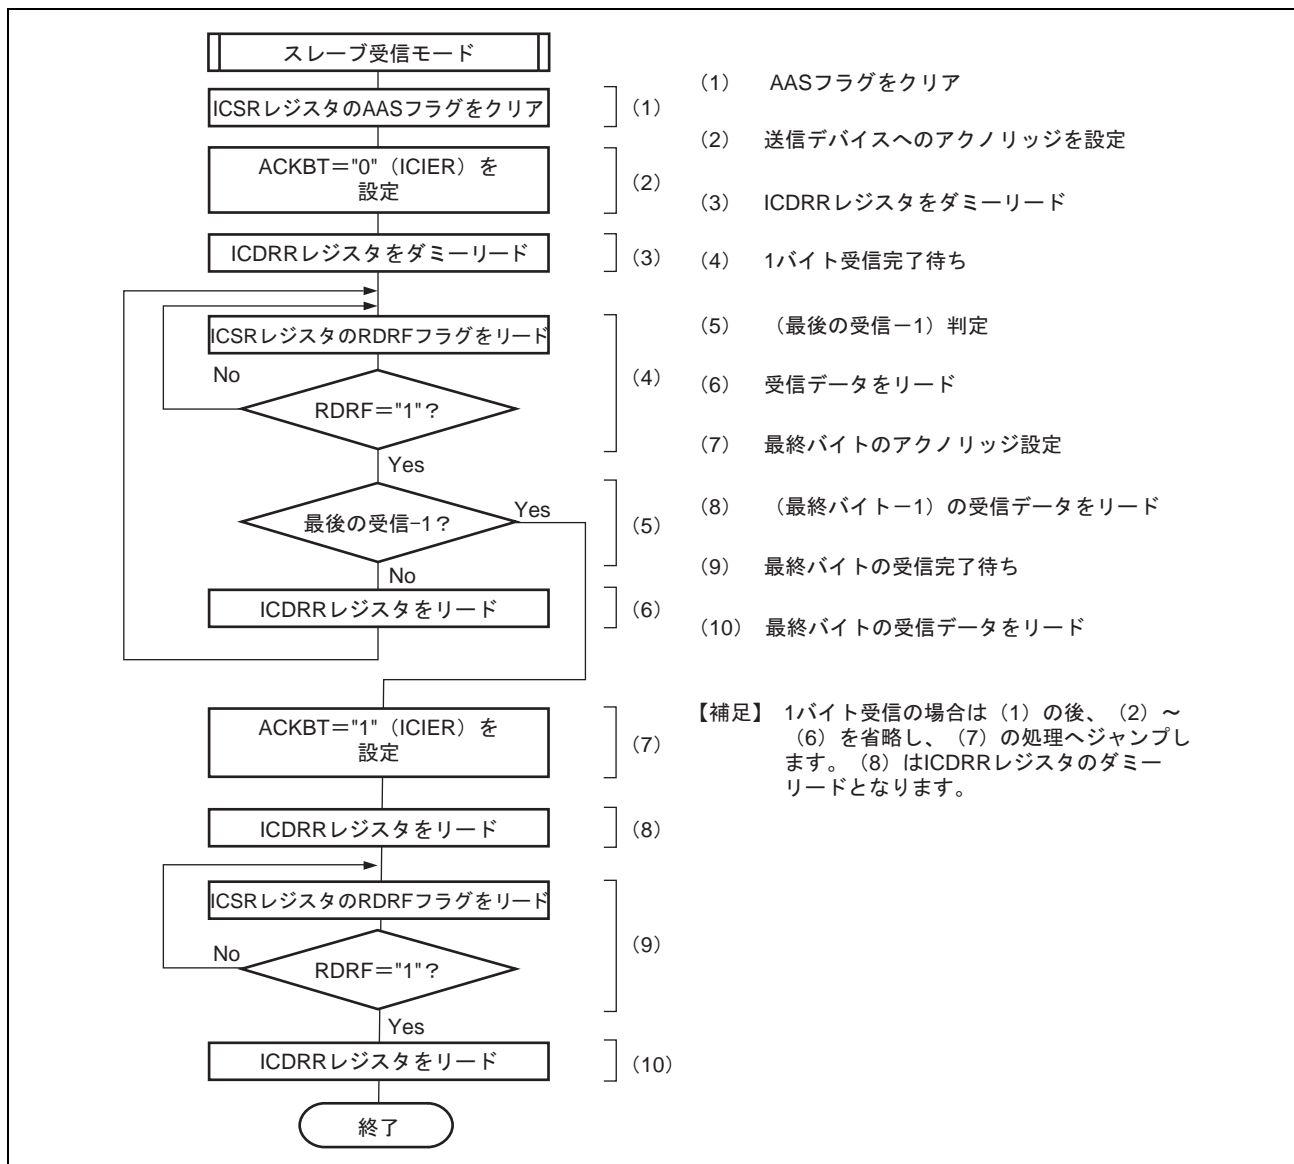 スレーブ受信モード
ICSRレジスタのAASフラグをクリア
(1)
ACKBT="0"(ICIER)を
設定
(2)
ICDRRレジスタをダミーリード
(3)
ICSRレジスタのRDRFフラグをリード
No
RDRF="1"?
(4)
Yes
最後の受信-1?
Yes
(5)
No
ICDRRレジスタをリード
(6)
ACKBT="1"(ICIER)を
設定
(7)
ICDRRレジスタをリード
(8)
ICSRレジスタのRDRFフラグをリード
No
RDRF="1"?
(9)
Yes
ICDRRレジスタをリード
(10)
終了
(1) AASフラグをクリア
(2) 送信デバイスへのアクノリッジを設定
(3) ICDRRレジスタをダミーリード
(4) 1バイト受信完了待ち
(5) (最後の受信-1)判定
(6) 受信データをリード
(7) 最終バイトのアクノリッジ設定
(8) (最終バイト-1)の受信データをリード
(9) 最終バイトの受信完了待ち
(10) 最終バイトの受信データをリード
【補足】 1バイト受信の場合は(1)の後、(2)~
(6)を省略し、(7)の処理へジャンプし
ます。(8)はICDRRレジスタのダミー
リードとなります。